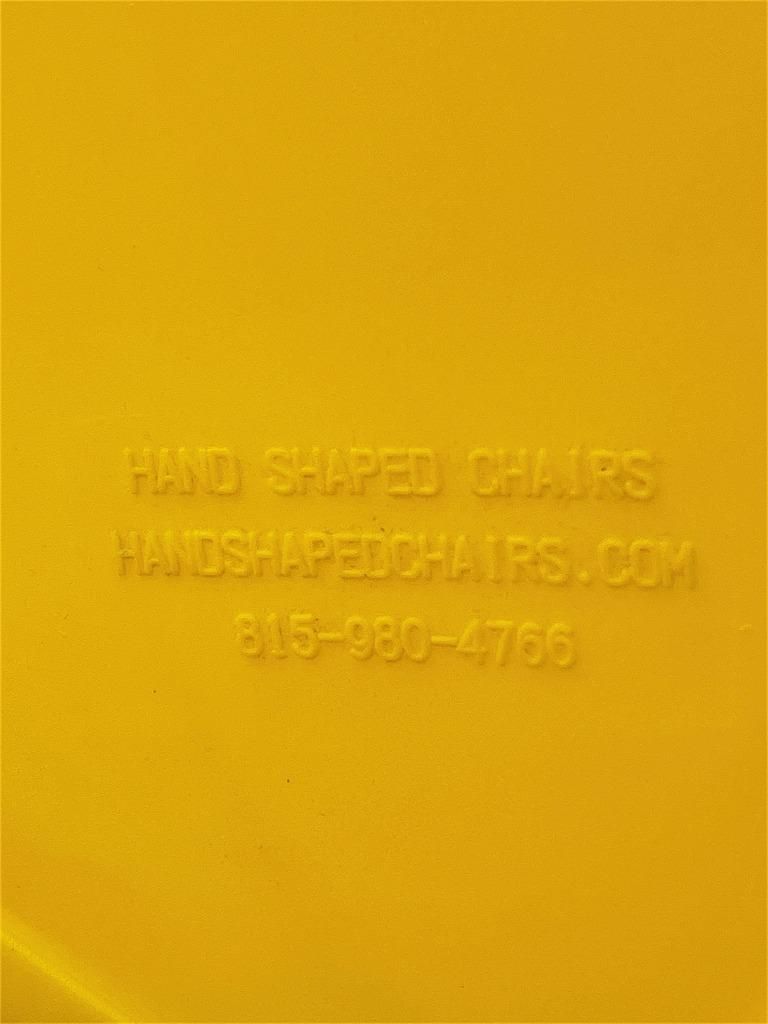 HAND SHAPED CHAIRS
HANDSHAPEDCHAIRS.COM
815-980-4766